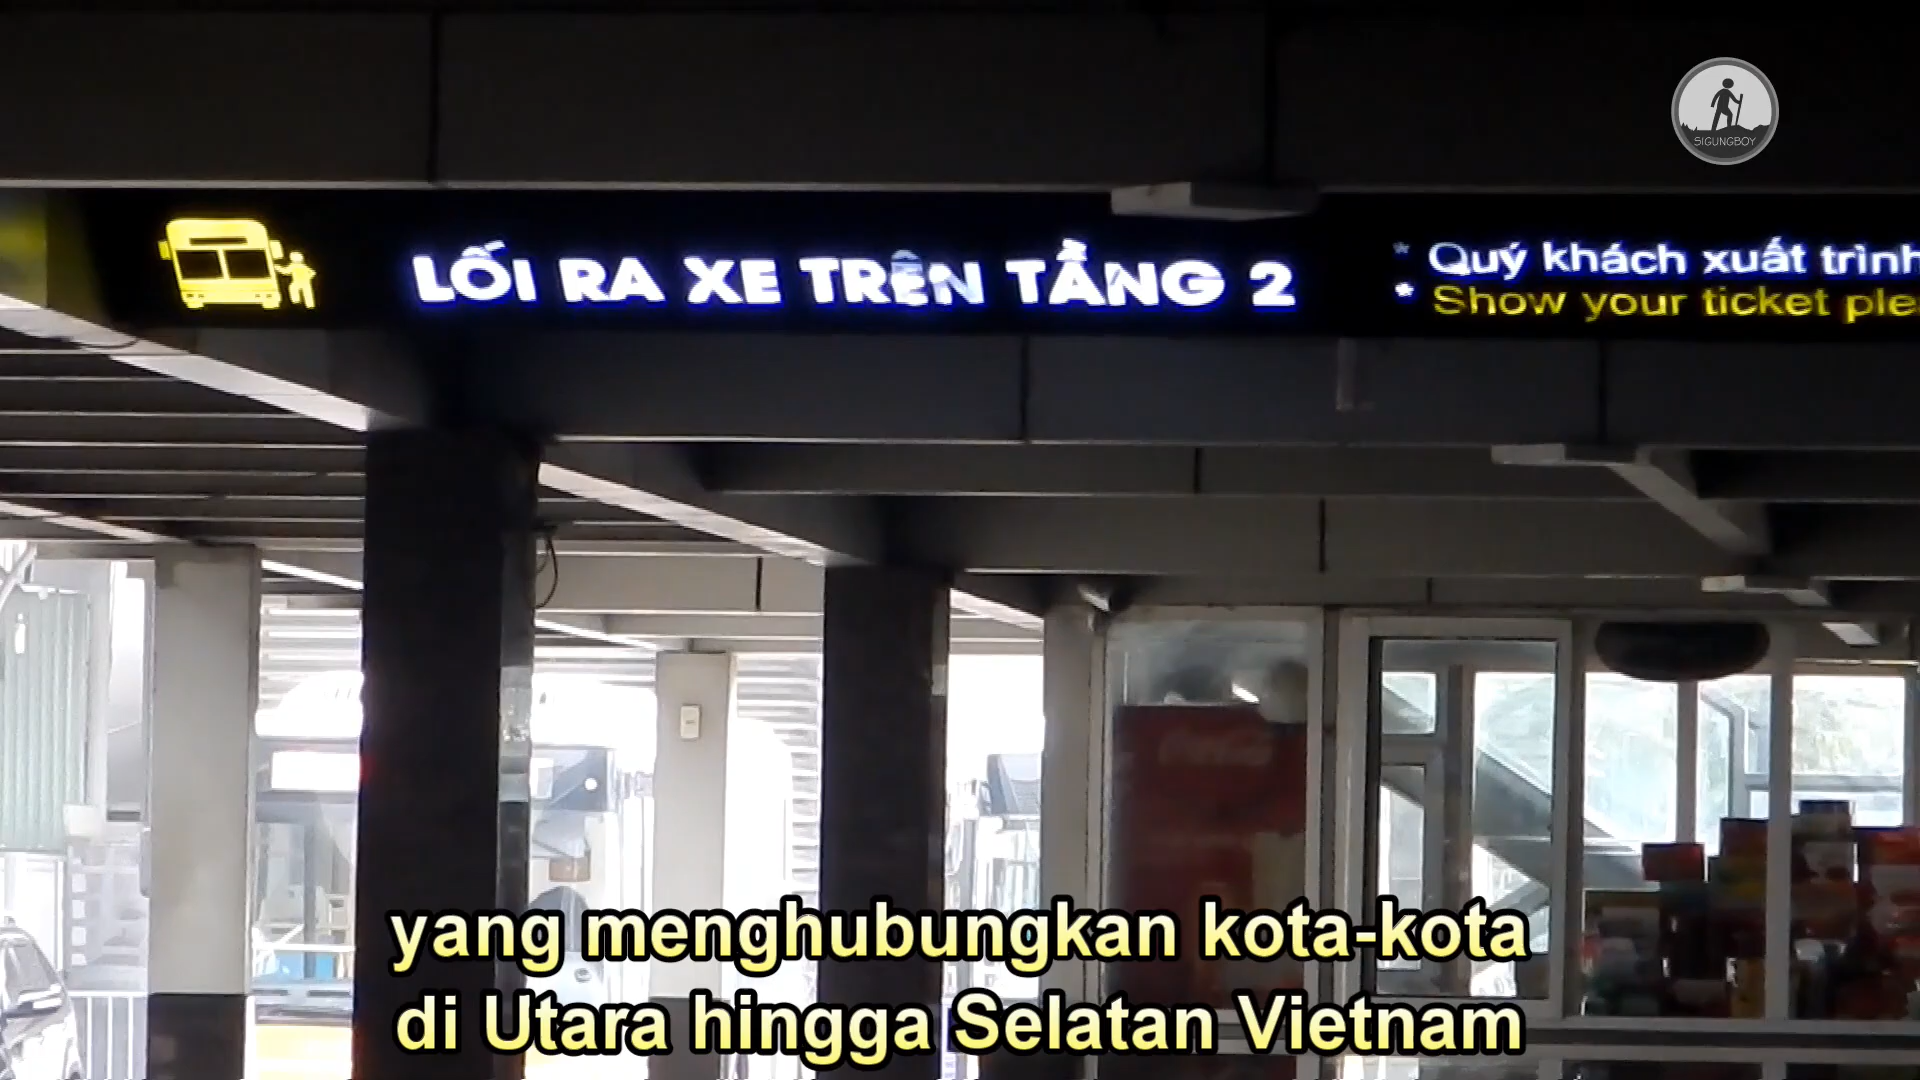 SIGUNGBOY
LỐI RA XE TRÊN TẦNG 2
* Quý khách xuất trình
* Show your ticket
yang menghubungkan kota-kota
di Utara hingga Selatan Vietnam